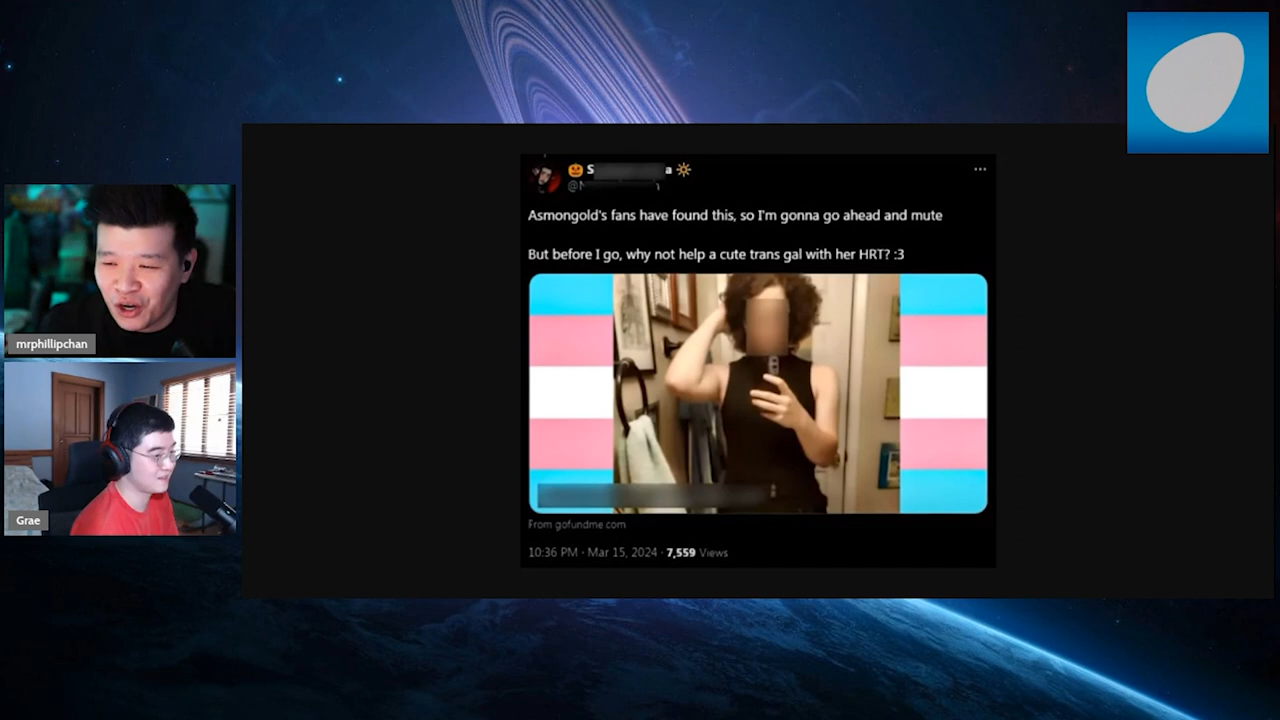 mrphillipchan
Grae
Asmongold's fans have found this, so I'm gonna go ahead and mute
But before I go, why not help a cute trans gal with her HRT? :3
From gofundme.com
10:36 PM · Mar 15, 2024 · 7,559 Views